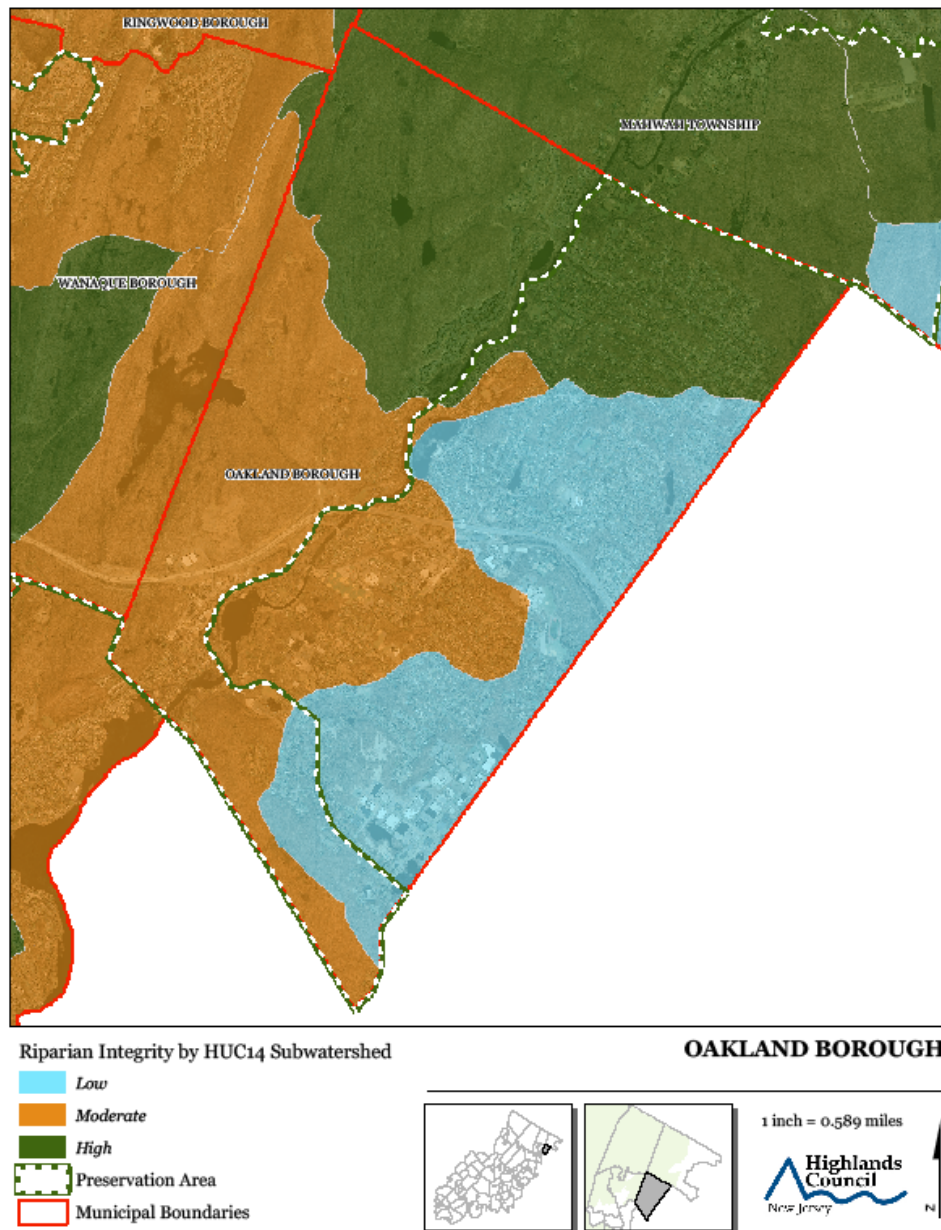 RINGWOOD BOROUGH
MAHWAH TOWNSHIP
WANAQUE BOROUGH
OAKLAND BOROUGH
Riparian Integrity by HUC14 Subwatershed
Low
Moderate
High
Preservation Area
Municipal Boundaries
OAKLAND BOROUGH
1 inch = 0.589 miles
Highlands
Council
New Jersey
N